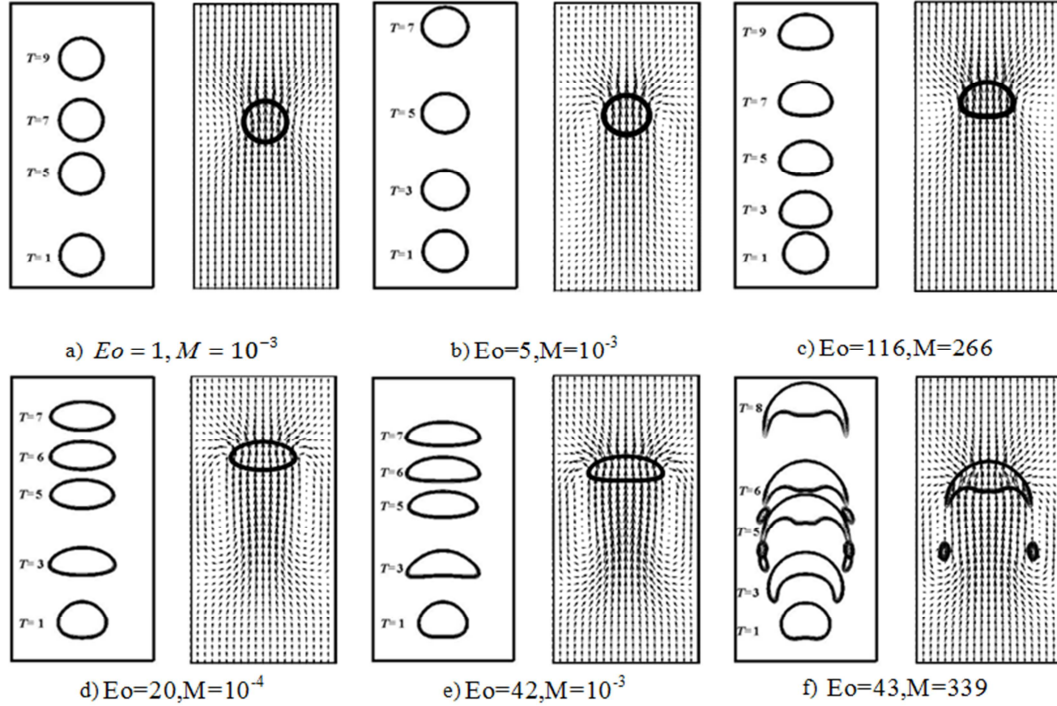 T=9
T=7
T=5
T=1
T=7
T=5
T=3
T=1
T=9
T=7
T=5
T=3
T=1
a) Eo = 1, M = 10⁻³
b) Eo=5,M=10⁻³
c) Eo=116,M=266
T=7
T=6
T=5
T=3
T=1
T=7
T=6
T=5
T=3
T=1
T=8
T=6
T=5
T=3
T=1
d) Eo=20,M=10⁻⁴
e) Eo=42,M=10⁻³
f) Eo=43,M=339